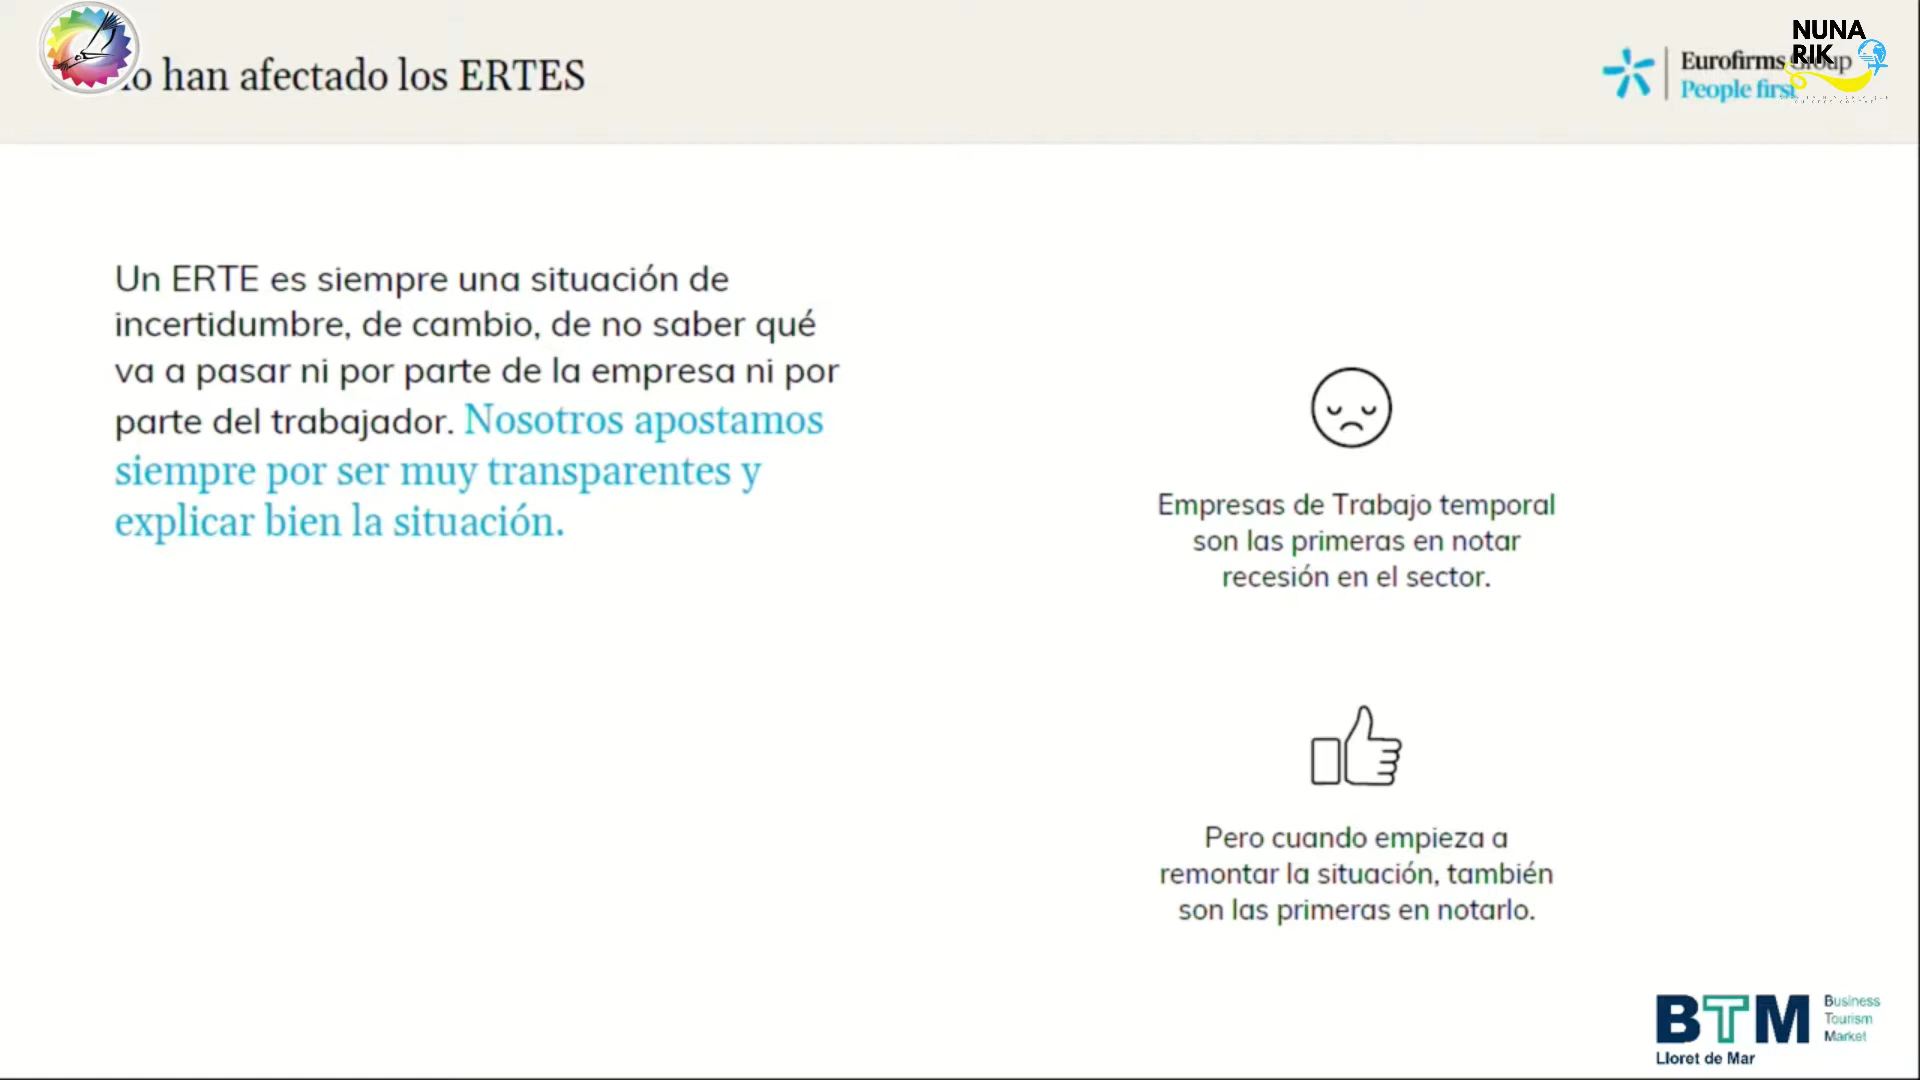 han afectado los ERTES
NUNA
RIK
Eurofirms Group
People first
Un ERTE es siempre una situación de
incertidumbre, de cambio, de no saber qué
va a pasar ni por parte de la empresa ni por
parte del trabajador. Nosotros apostamos
siempre por ser muy transparentes y
explicar bien la situación.
Empresas de Trabajo temporal
son las primeras en notar
recesión en el sector.
Pero cuando empieza a
remontar la situación, también
son las primeras en notarlo.
BTM
Business
Tourism
Market
Lloret de Mar